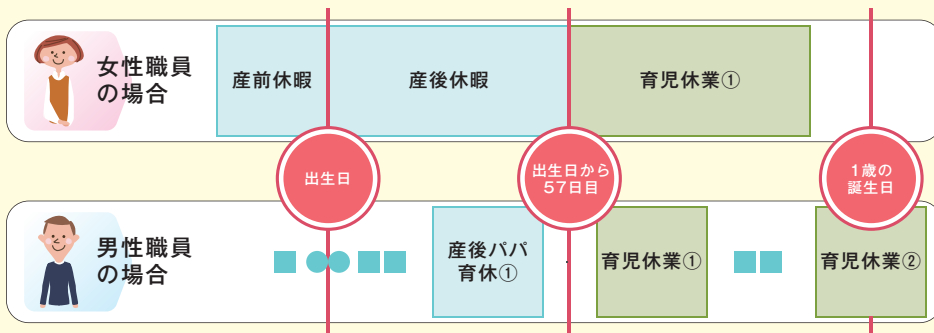 女性職員
の場合
産前休暇
産後休暇
育児休業①
出生日
出生日から
57日目
1歳の
誕生日
男性職員
の場合
産後パパ
育休①
育児休業①
育児休業②